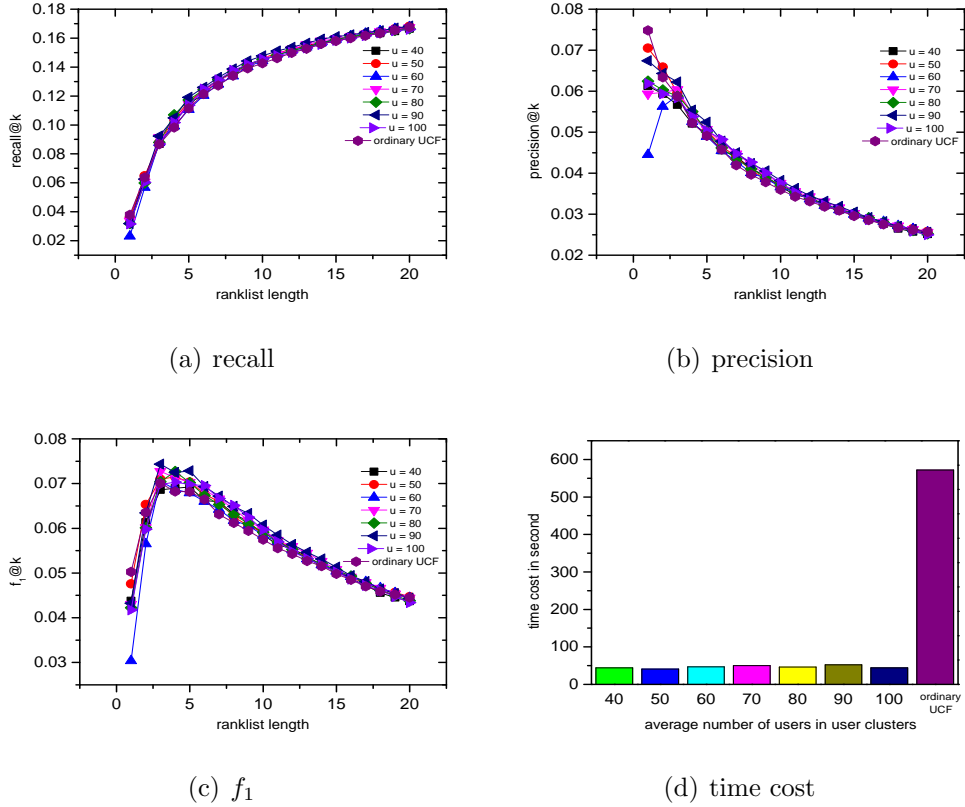 0.18
0.16
0.14
0.12
0.10
0.08
0.06
0.04
0.02
recall@k
u = 40
u = 50
u = 60
u = 70
u = 80
u = 90
u = 100
ordinary UCF
0 5 10 15 20
ranklist length
(a) recall
0.08
0.07
0.06
0.05
0.04
0.03
0.02
precision@k
u = 40
u = 50
u = 60
u = 70
u = 80
u = 90
u = 100
ordinary UCF
0 5 10 15 20
ranklist length
(b) precision
0.08
0.07
0.06
0.05
0.04
0.03
f1@k
u = 40
u = 50
u = 60
u = 70
u = 80
u = 90
u = 100
ordinary UCF
0 5 10 15 20
ranklist length
(c) f1
600
500
400
300
200
100
0
time cost in second
40 50 60 70 80 90 100 ordinary
UCF
average number of users in user clusters
(d) time cost